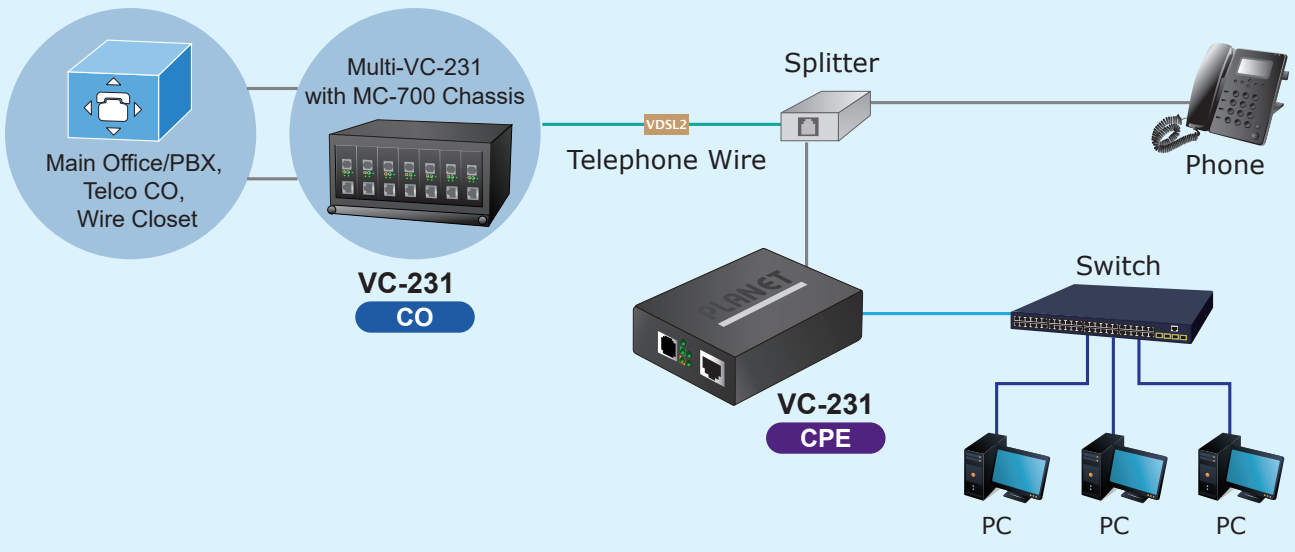 Main Office/PBX,
Telco CO,
Wire Closet
Multi-VC-231
with MC-700 Chassis
VC-231
CO
VDSL2
Telephone Wire
Splitter
Phone
PLANET
VC-231
CPE
Switch
PC
PC
PC